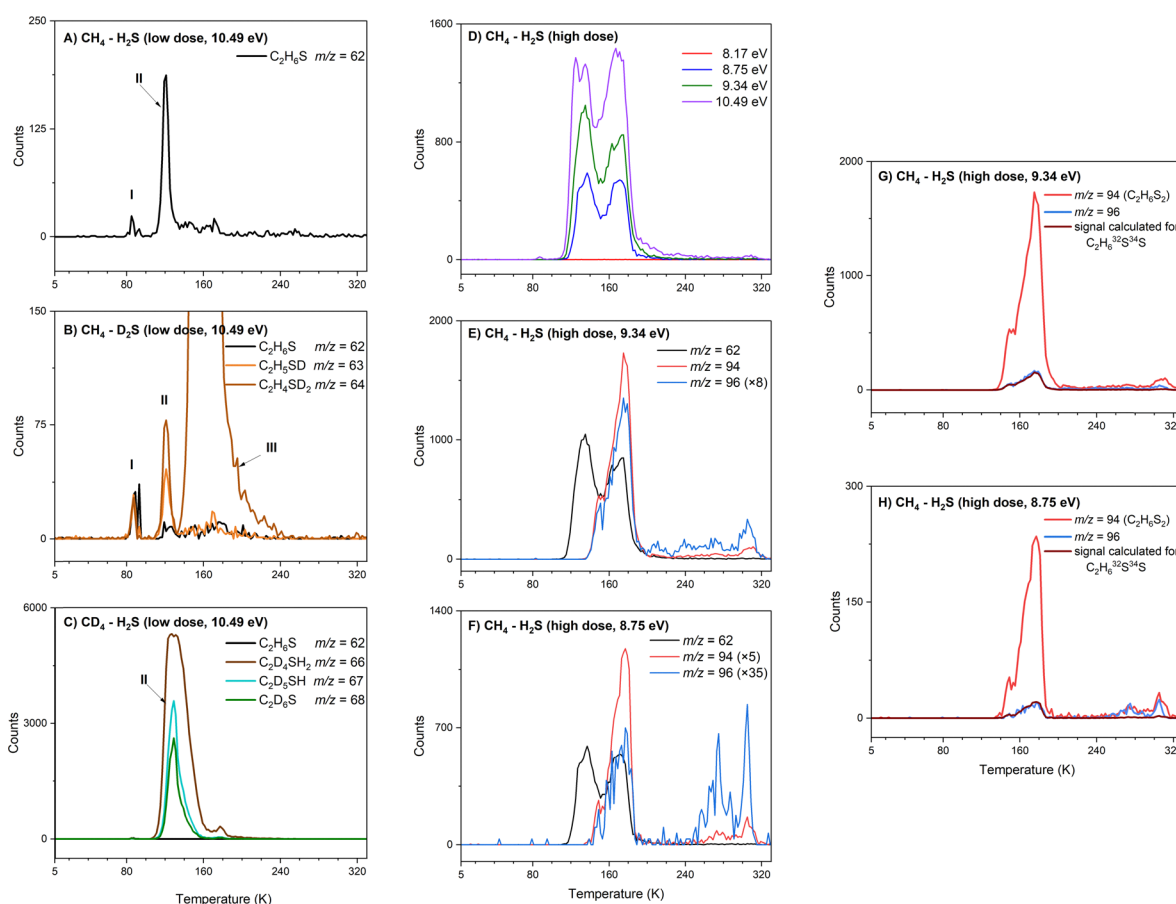 A) CH₄ - H₂S (low dose, 10.49 eV)
C₂H₆S m/z = 62
II
I
250
125
0
Counts
5 80 160 240 320
B) CH₄ - D₂S (low dose, 10.49 eV)
C₂H₆S m/z = 62
C₂H₅SD m/z = 63
C₂H₄SD₂ m/z = 64
II
I
III
150
75
0
Counts
5 80 160 240 320
C) CD₄ - H₂S (low dose, 10.49 eV)
C₂H₆S m/z = 62
C₂D₄SH₂ m/z = 66
C₂D₅SH m/z = 67
C₂D₆S m/z = 68
II
6000
3000
0
Counts
5 80 160 240 320
Temperature (K)
D) CH₄ - H₂S (high dose)
8.17 eV
8.75 eV
9.34 eV
10.49 eV
1600
800
0
Counts
5 80 160 240 320
E) CH₄ - H₂S (high dose, 9.34 eV)
m/z = 62
m/z = 94
m/z = 96 (×8)
2000
1000
0
Counts
5 80 160 240 320
F) CH₄ - H₂S (high dose, 8.75 eV)
m/z = 62
m/z = 94 (×5)
m/z = 96 (×35)
1400
700
0
Counts
5 80 160 240 320
Temperature (K)
G) CH₄ - H₂S (high dose, 9.34 eV)
m/z = 94 (C₂H₆S₂)
m/z = 96
signal calculated for
C₂H₆³²S³⁴S
2000
1000
0
Counts
5 80 160 240
H) CH₄ - H₂S (high dose, 8.75 eV)
m/z = 94 (C₂H₆S₂)
m/z = 96
signal calculated for
C₂H₆³²S³⁴S
300
150
0
Counts
5 80 160 240
Temperature (K)